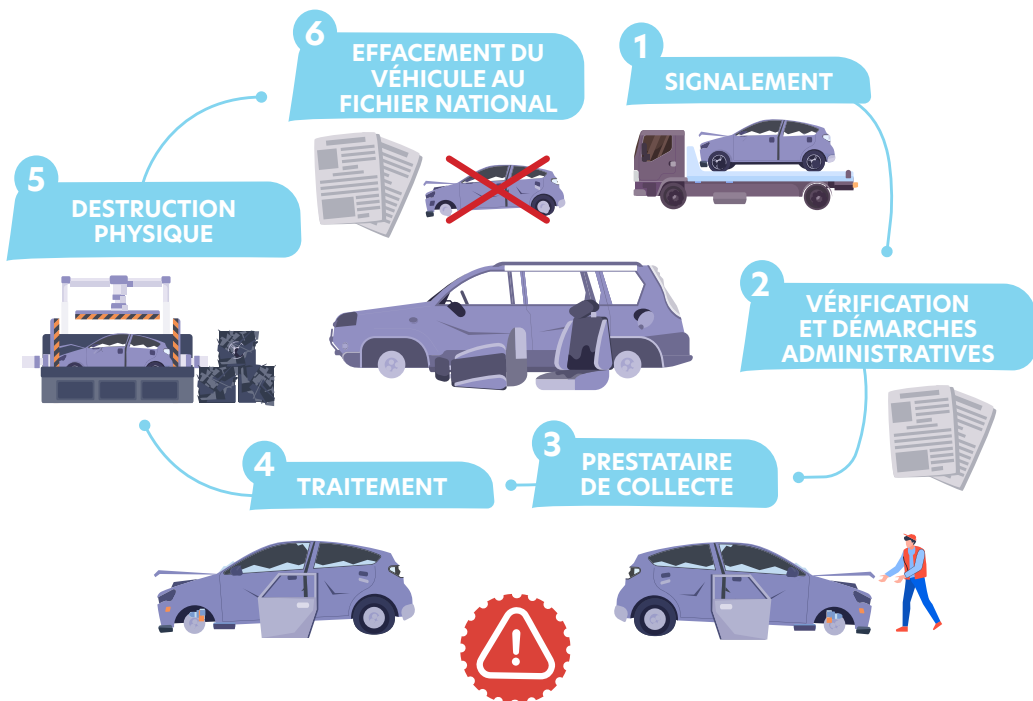 1
SIGNALEMENT
2
VÉRIFICATION
ET DÉMARCHES
ADMINISTRATIVES
3
PRESTATAIRE
DE COLLECTE
4
TRAITEMENT
5
DESTRUCTION
PHYSIQUE
6
EFFACEMENT DU
VÉHICULE AU
FICHIER NATIONAL
!